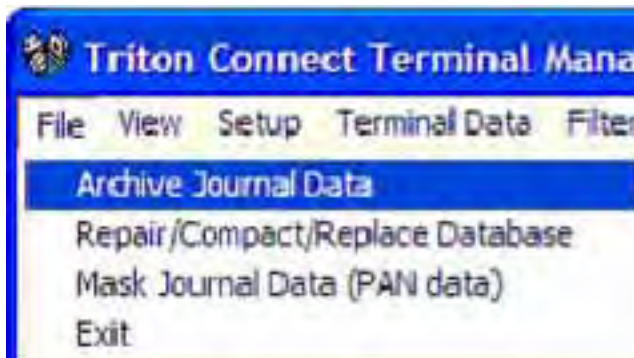 Triton Connect Terminal Mana
File View Setup Terminal Data Filter
Archive Journal Data
Repair/Compact/Replace Database
Mask Journal Data (PAN data)
Exit